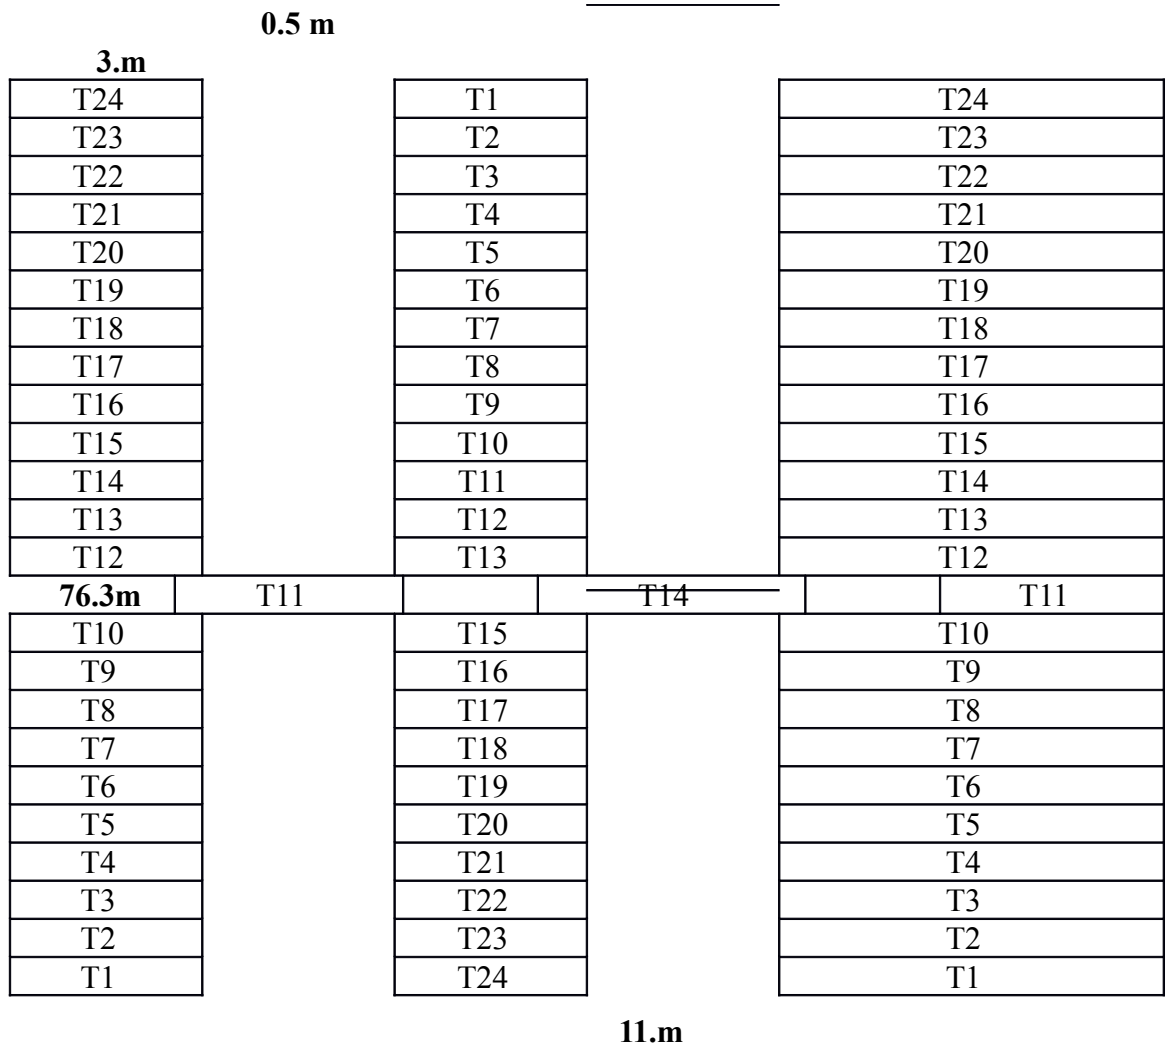 0.5 m
3.m
T24 T1 T24
T23 T2 T23
T22 T3 T22
T21 T4 T21
T20 T5 T20
T19 T6 T19
T18 T7 T18
T17 T8 T17
T16 T9 T16
T15 T10 T15
T14 T11 T14
T13 T12 T13
T12 T13 T12
76.3m T11 T14 T11
T10 T15 T10
T9 T16 T9
T8 T17 T8
T7 T18 T7
T6 T19 T6
T5 T20 T5
T4 T21 T4
T3 T22 T3
T2 T23 T2
T1 T24 T1
11.m